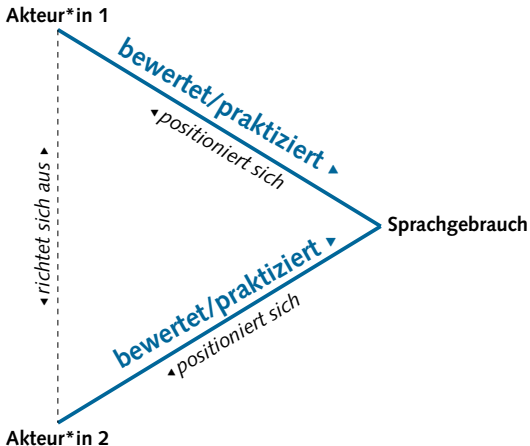 Akteur*in 1
bewertet/praktiziert ▸
◂positioniert sich
◂richtet sich aus ▸
Sprachgebrauch
bewertet/praktiziert ▸
◂positioniert sich
Akteur*in 2